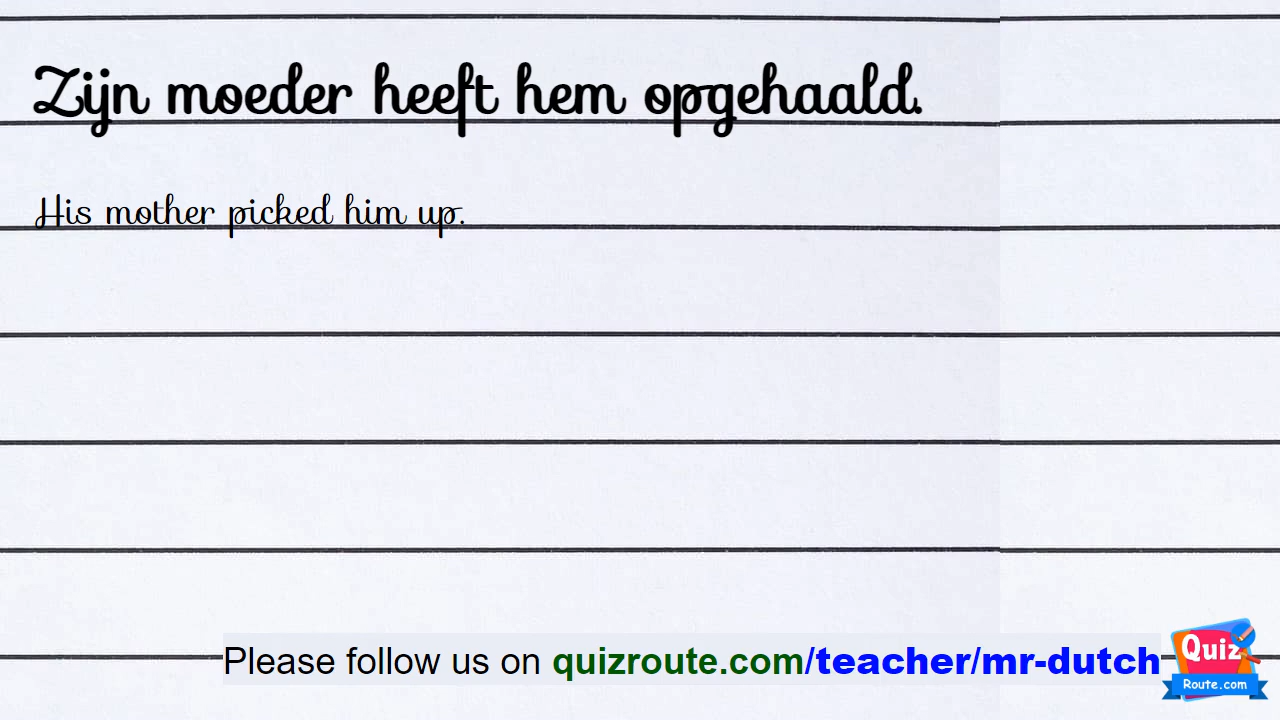 Zijn moeder heeft hem opgehaald.
His mother picked him up.
Please follow us on quizroute.com/teacher/mr-dutch
Quiz
Route.com